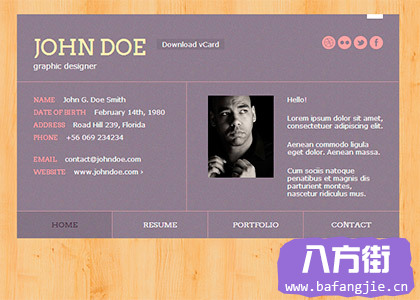 JOHN DOE
Download vCard
graphic designer
NAME John G. Doe Smith
DATE OF BIRTH February 14th, 1980
ADDRESS Road Hill 239, Florida
PHONE +56 069 234234
EMAIL contact@johndoe.com
WEBSITE www.johndoe.com ›
Hello!
Lorem ipsum dolor sit amet,
consectetuer adipiscing elit.
Aenean commodo ligula
eget dolor. Aenean massa.
Cum sociis natoque
penatibus et magnis dis
parturient montes,
nascetur ridiculus mus.
HOME
RESUME
PORTFOLIO
CONTACT
八方街
www.bafangjie.cn